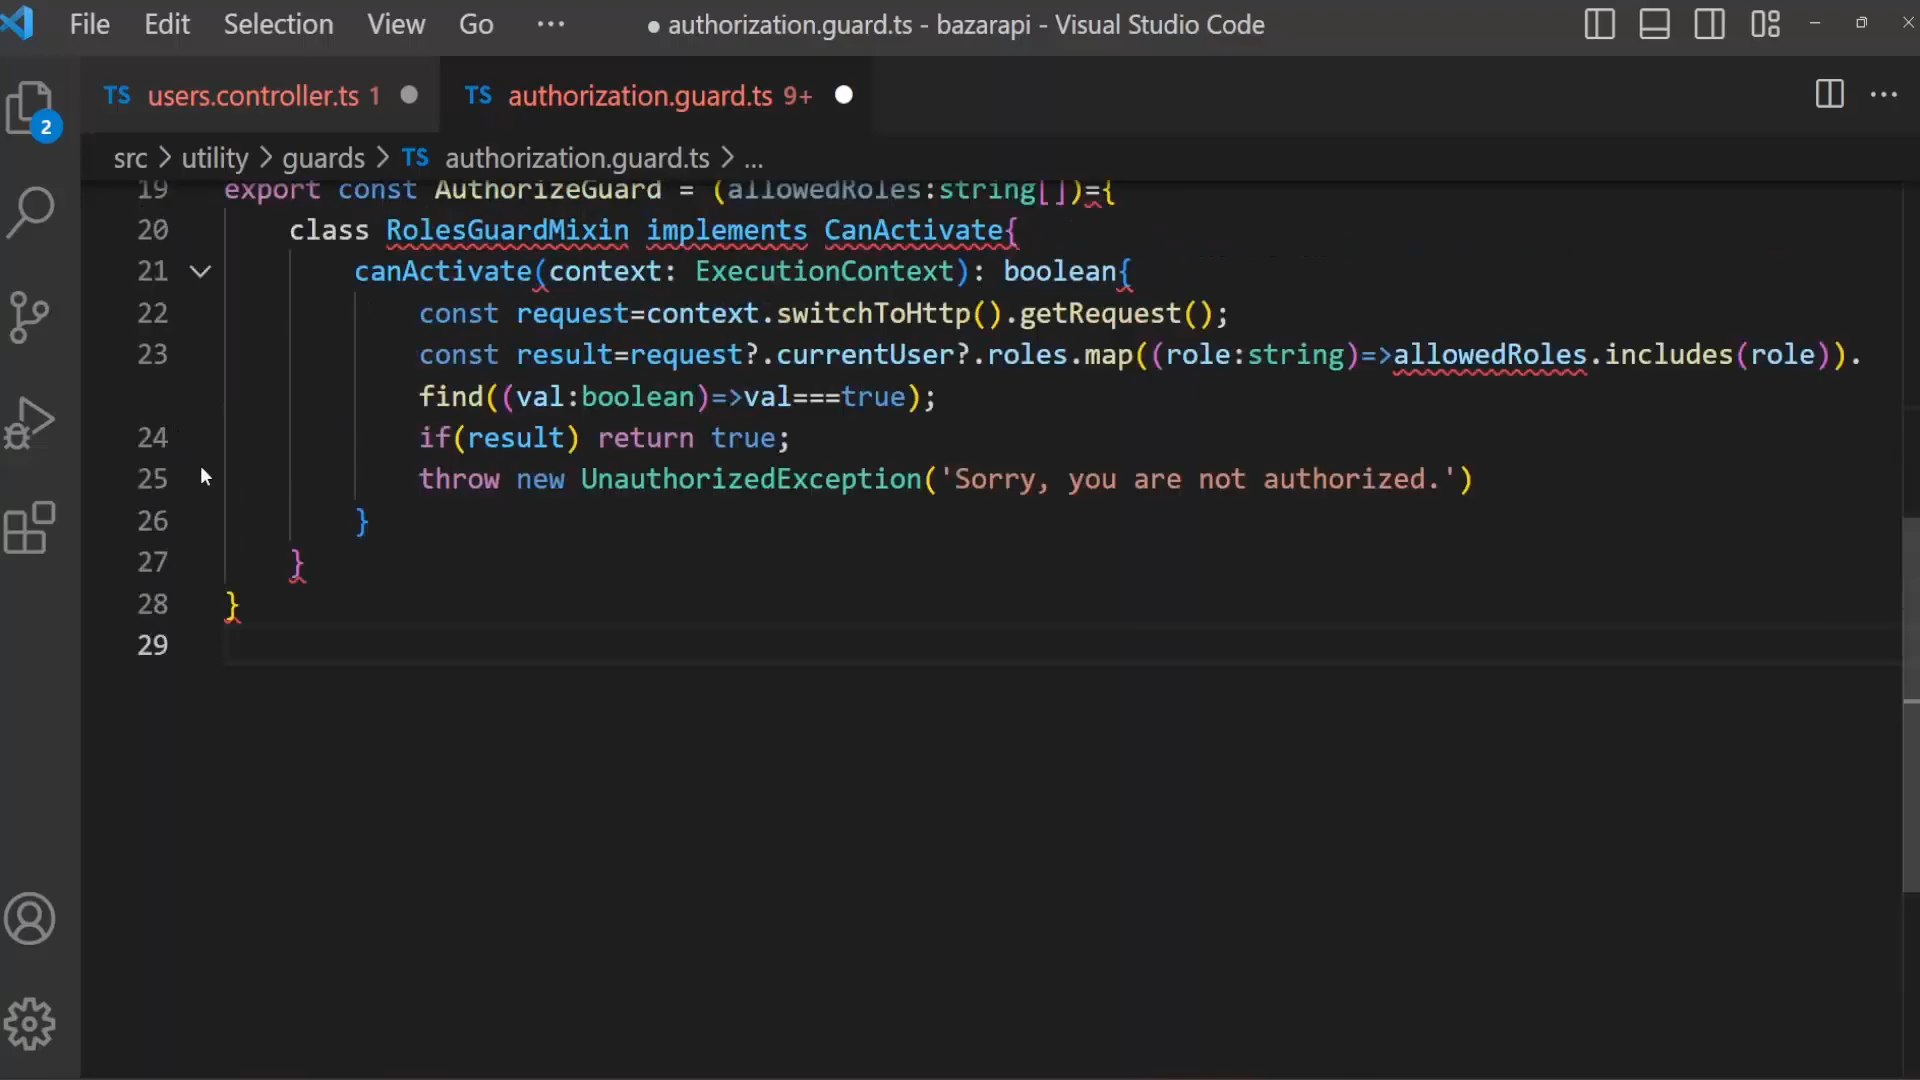 File Edit Selection View Go ··· ● authorization.guard.ts - bazarapi - Visual Studio Code
TS users.controller.ts 1 ● TS authorization.guard.ts 9+ ●
2
src > utility > guards > TS authorization.guard.ts > ...
19 export const AuthorizeGuard = (allowedRoles:string[])={
20 class RolesGuardMixin implements CanActivate{
21 canActivate(context: ExecutionContext): boolean{
22 const request=context.switchToHttp().getRequest();
23 const result=request?.currentUser?.roles.map((role:string)=>allowedRoles.includes(role)).
find((val:boolean)=>val===true);
24 if(result) return true;
25 throw new UnauthorizedException('Sorry, you are not authorized.')
26 }
27 }
28 }
29